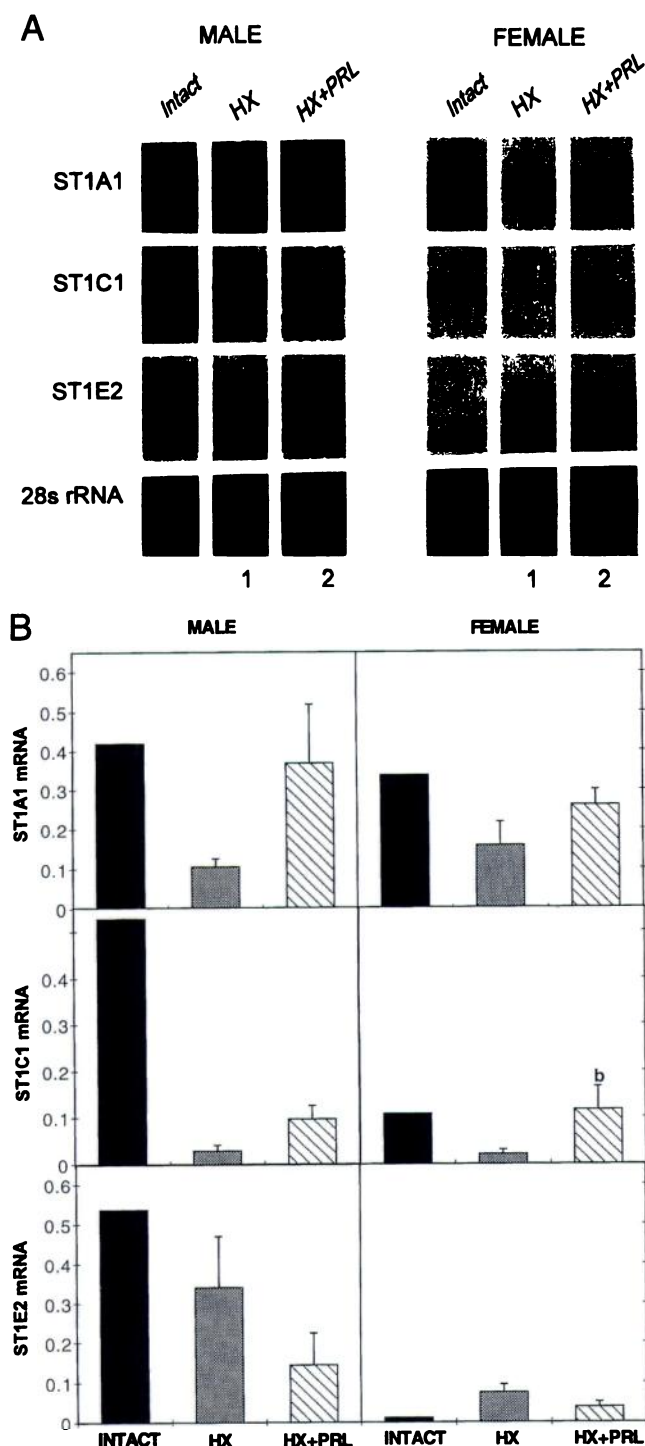 A
MALE FEMALE
Intact HX HX+PRL Intact HX HX+PRL
ST1A1
ST1C1
ST1E2
28s rRNA
1 2 1 2
B
MALE FEMALE
0.6
0.5
0.4
0.3
0.2
0.1
0
ST1A1 mRNA
0.4
0.3
0.2
0.1
0
ST1C1 mRNA
b
0.6
0.5
0.4
0.3
0.2
0.1
0
ST1E2 mRNA
INTACT HX HX+PRL INTACT HX HX+PRL